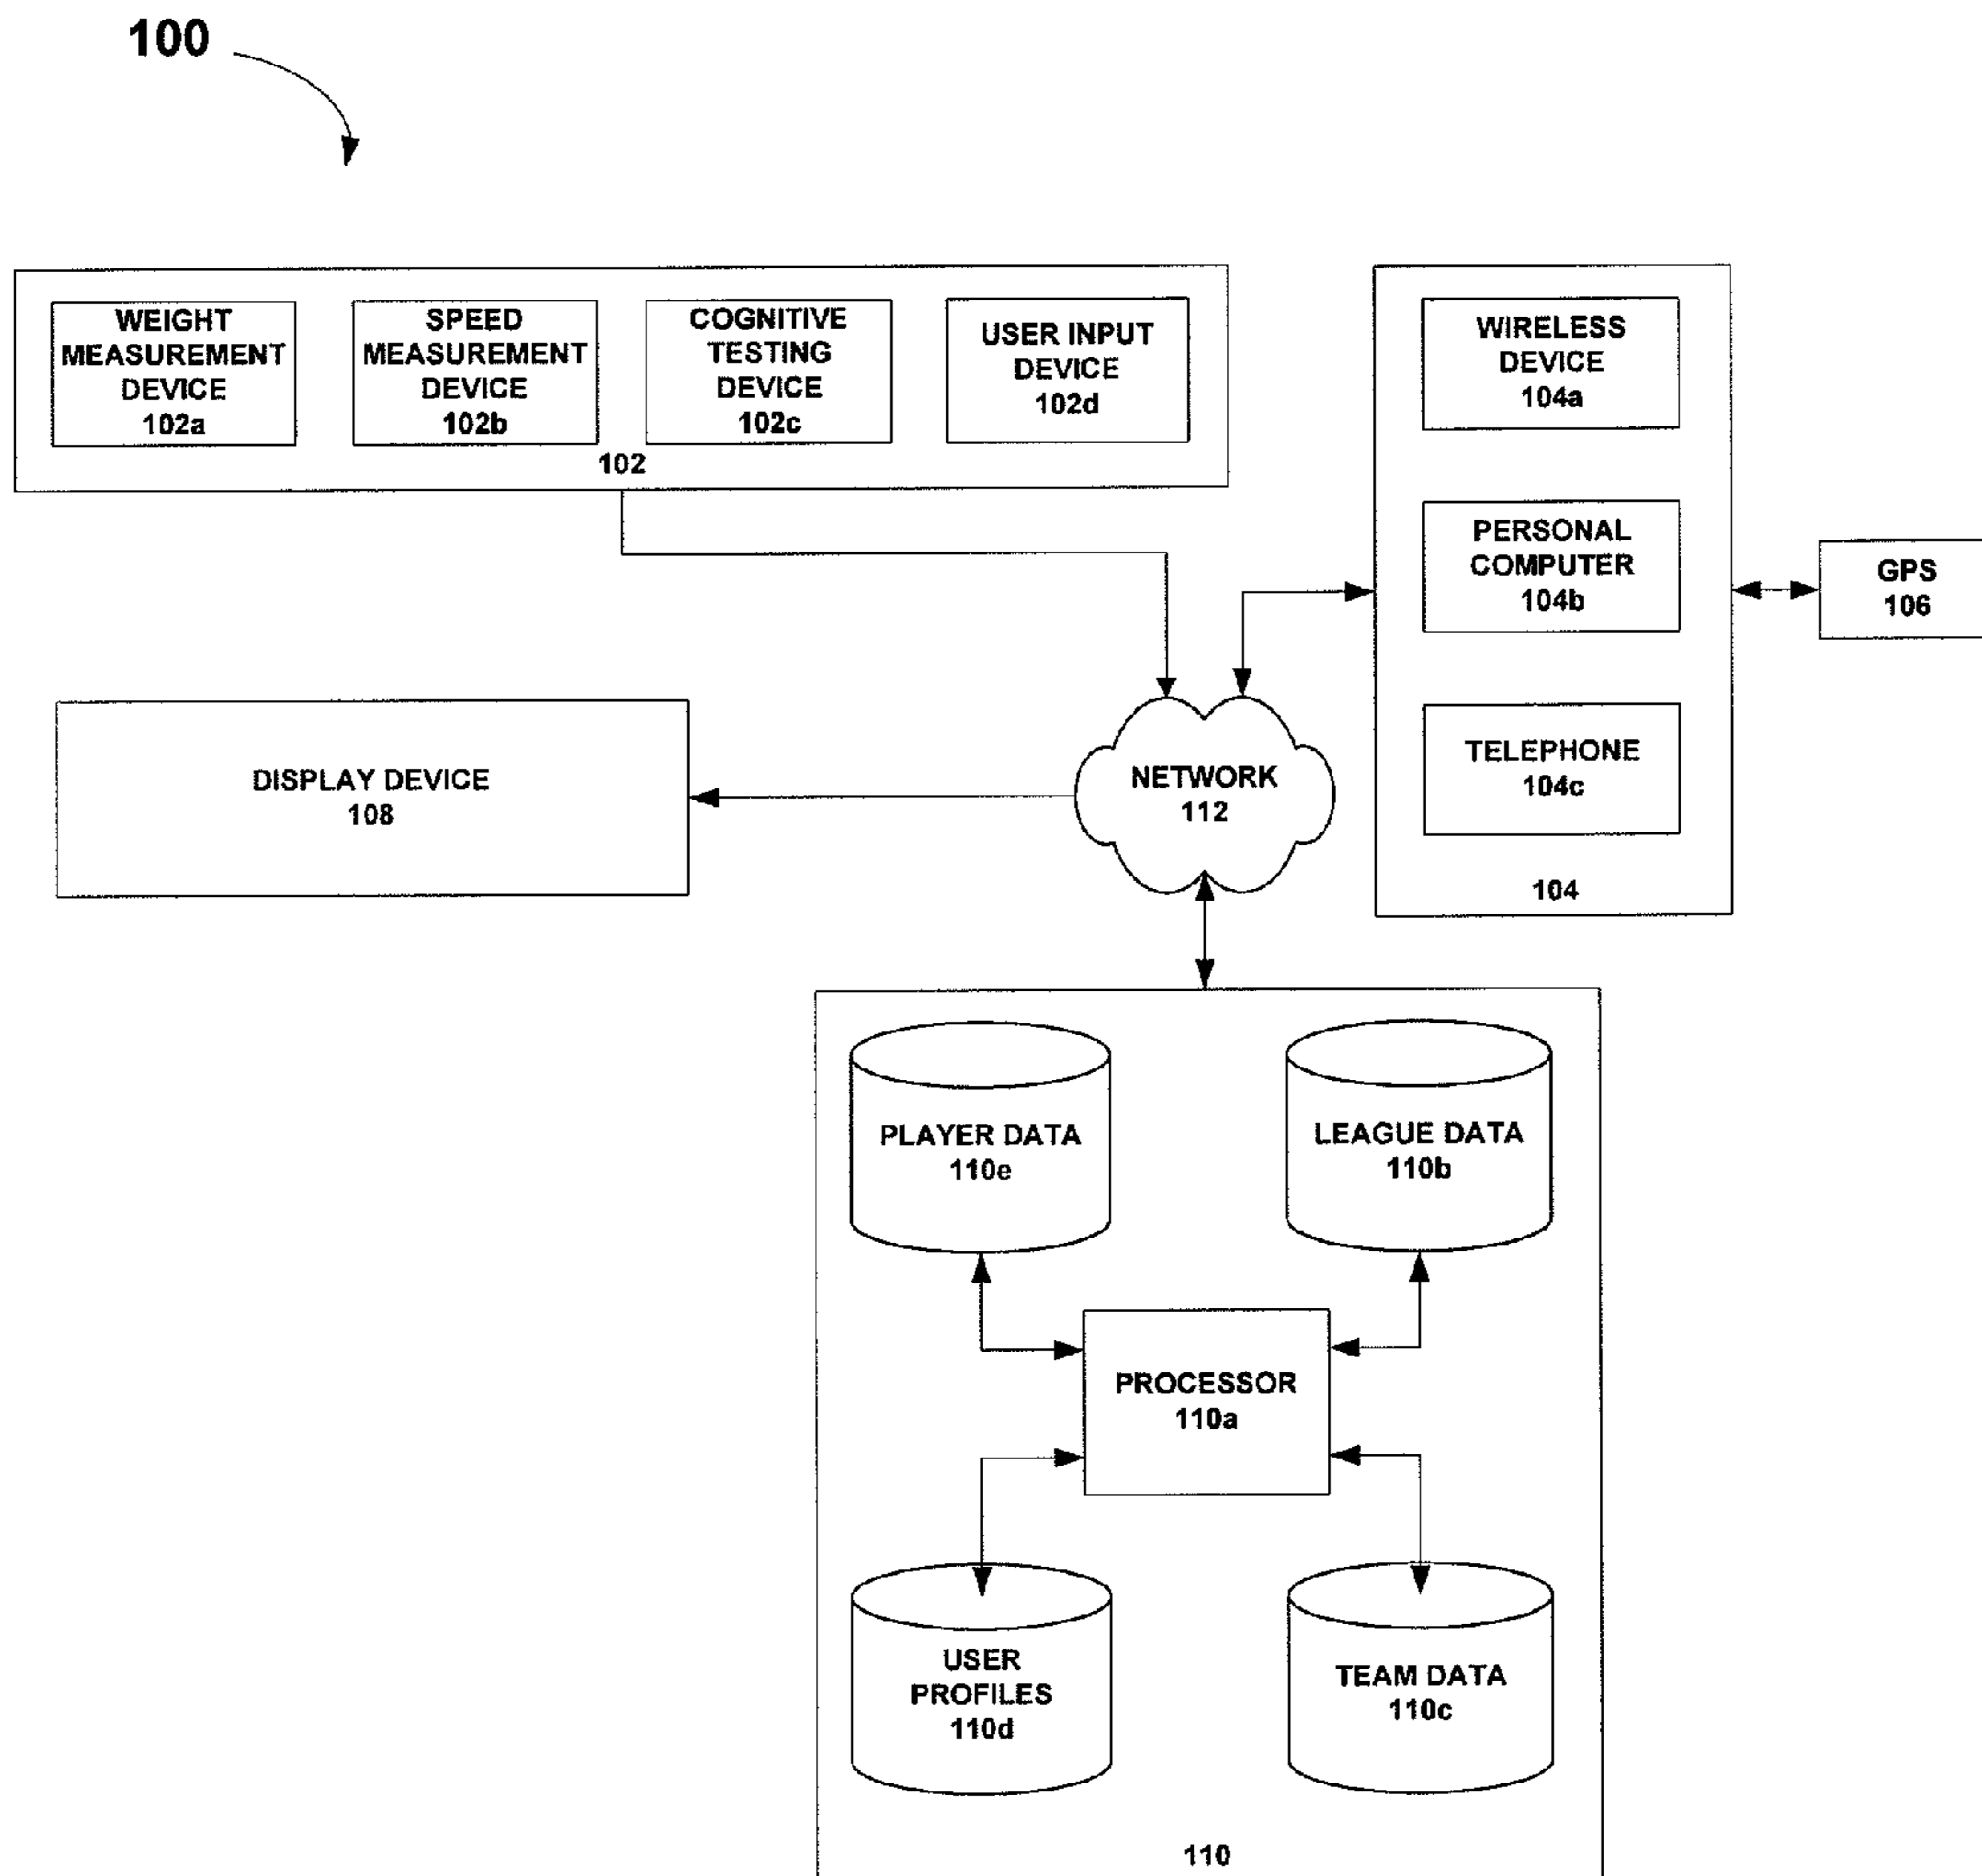 100
WEIGHT
MEASUREMENT
DEVICE
102a
SPEED
MEASUREMENT
DEVICE
102b
COGNITIVE
TESTING
DEVICE
102c
USER INPUT
DEVICE
102d
102
WIRELESS
DEVICE
104a
PERSONAL
COMPUTER
104b
TELEPHONE
104c
104
GPS
106
DISPLAY DEVICE
108
NETWORK
112
PLAYER DATA
110e
LEAGUE DATA
110b
PROCESSOR
110a
USER
PROFILES
110d
TEAM DATA
110c
110